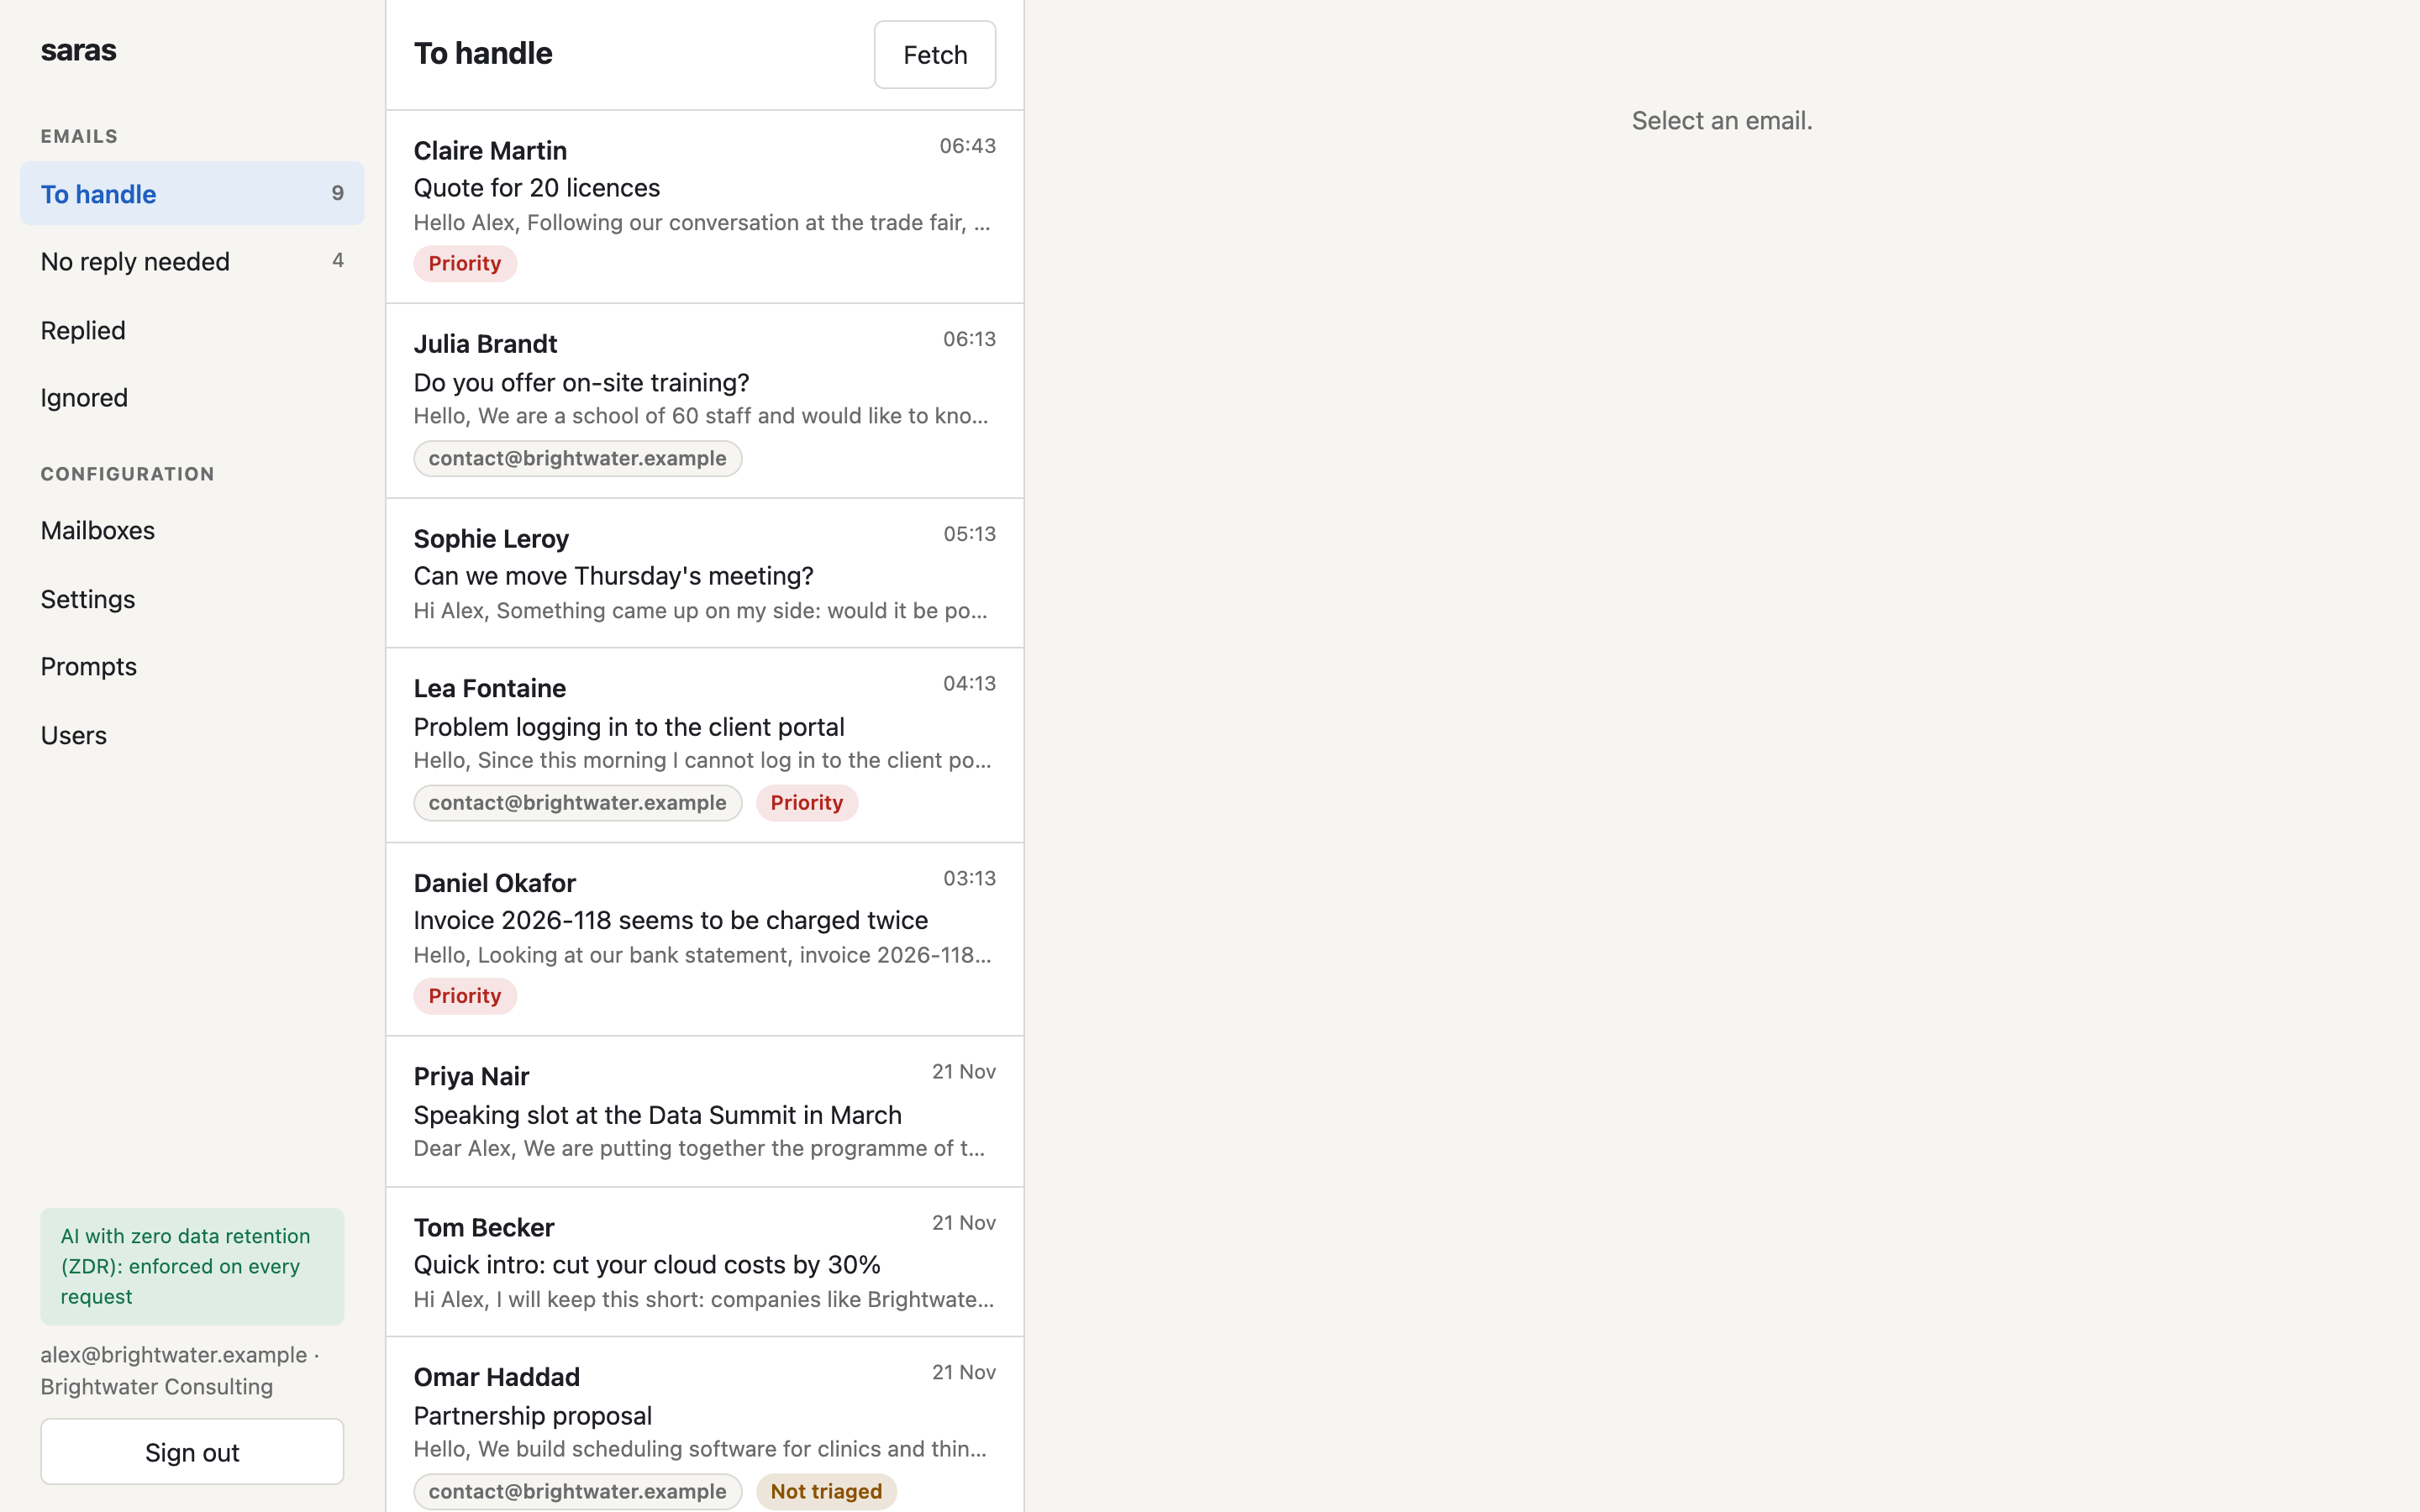 saras
EMAILS
To handle 9
No reply needed 4
Replied
Ignored
CONFIGURATION
Mailboxes
Settings
Prompts
Users
AI with zero data retention
(ZDR): enforced on every
request
alex@brightwater.example ·
Brightwater Consulting
Sign out
To handle Fetch
Claire Martin 06:43
Quote for 20 licences
Hello Alex, Following our conversation at the trade fair, ...
Priority
Julia Brandt 06:13
Do you offer on-site training?
Hello, We are a school of 60 staff and would like to kno...
contact@brightwater.example
Sophie Leroy 05:13
Can we move Thursday's meeting?
Hi Alex, Something came up on my side: would it be po...
Lea Fontaine 04:13
Problem logging in to the client portal
Hello, Since this morning I cannot log in to the client po...
contact@brightwater.example Priority
Daniel Okafor 03:13
Invoice 2026-118 seems to be charged twice
Hello, Looking at our bank statement, invoice 2026-118...
Priority
Priya Nair 21 Nov
Speaking slot at the Data Summit in March
Dear Alex, We are putting together the programme of t...
Tom Becker 21 Nov
Quick intro: cut your cloud costs by 30%
Hi Alex, I will keep this short: companies like Brightwate...
Omar Haddad 21 Nov
Partnership proposal
Hello, We build scheduling software for clinics and thin...
contact@brightwater.example Not triaged
Select an email.